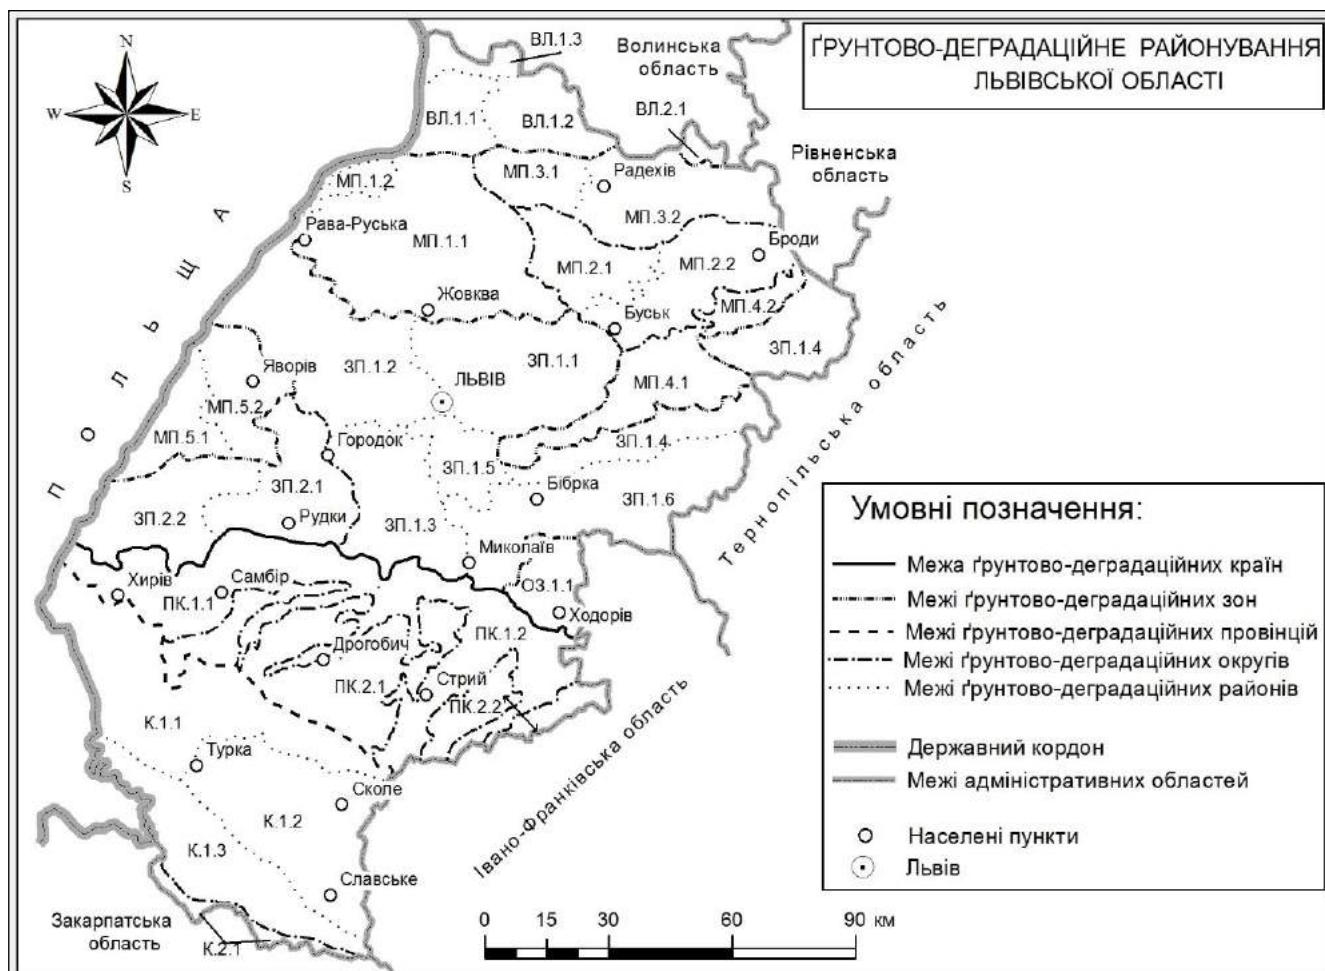 ҐРУНТОВО-ДЕГРАДАЦІЙНЕ РАЙОНУВАННЯ
ЛЬВІВСЬКОЇ ОБЛАСТІ
N
W
E
S
ВЛ.1.3
Волинська
область
ВЛ.1.1
ВЛ.1.2
ВЛ.2.1
Рівненська
область
МП.1.2
МП.3.1
Радехів
МП.3.2
Рава-Руська
МП.1.1
Броди
МП.2.1
МП.2.2
Жовква
Буськ
МП.4.2
ПОЛЬЩА
Яворів
ЗП.1.2
ЗП.1.1
ЗП.1.4
ЛЬВІВ
МП.4.1
МП.5.2
МП.5.1
Городок
ЗП.1.4
ЗП.1.5
Бібрка
ЗП.2.1
ЗП.1.6
Тернопільська область
ЗП.2.2
Рудки
ЗП.1.3
Миколаїв
ОЗ.1.1
Хирів
Самбір
ПК.1.1
Ходорів
ПК.1.2
Дрогобич
ПК.2.1
Стрий
ПК.2.2
К.1.1
Турка
Сколе
Івано-Франківська область
К.1.2
К.1.3
Славське
Закарпатська
область
К.2.1
Умовні позначення:
Межа ґрунтово-деградаційних країн
Межі ґрунтово-деградаційних зон
Межі ґрунтово-деградаційних провінцій
Межі ґрунтово-деградаційних округів
Межі ґрунтово-деградаційних районів
Державний кордон
Межі адміністративних областей
Населені пункти
Львів
0 15 30 60 90 км